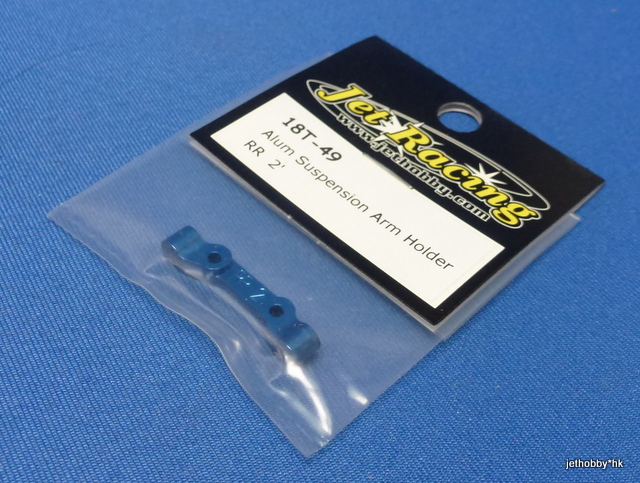 Jet Racing
www.jethobby.com
18T-49
Alum Suspension Arm Holder
RR 2'
jethobby*hk